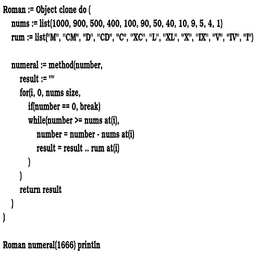 Roman := Object clone do (
nums := list(1000, 900, 500, 400, 100, 90, 50, 40, 10, 9, 5, 4, 1)
rum := list("M", "CM", "D", "CD", "C", "XC", "L", "XL", "X", "IX", "V", "IV", "I")
numeral := method(number,
result := ""
for(i, 0, nums size,
if(number == 0, break)
while(number >= nums at(i),
number = number - nums at(i)
result = result .. rum at(i)
)
)
return result
)
)
Roman numeral(1666) println